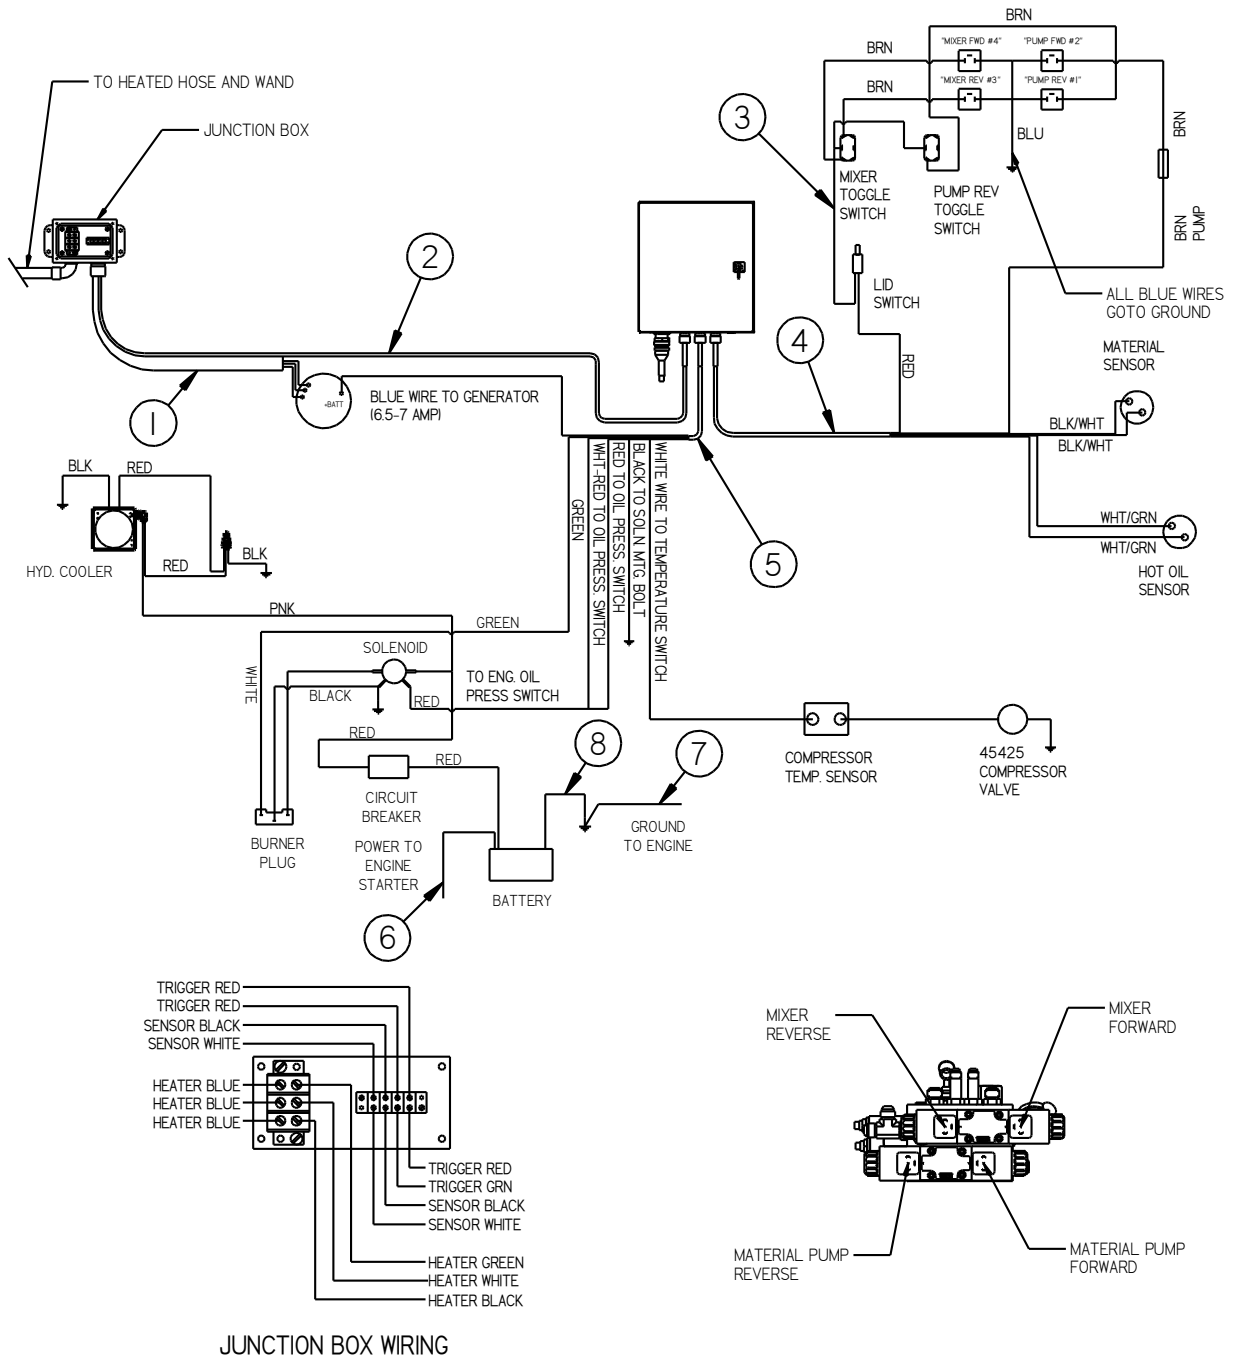 BRN
BRN
"MIXER FWD #4"
"PUMP FWD #2"
TO HEATED HOSE AND WAND
BRN
"MIXER REV #3"
"PUMP REV #1"
JUNCTION BOX
3
BLU
BRN
MIXER
TOGGLE
SWITCH
PUMP REV
TOGGLE
SWITCH
BRN
PUMP
2
LID
SWITCH
ALL BLUE WIRES
GOTO GROUND
4
MATERIAL
SENSOR
RED
1
+BATT
BLUE WIRE TO GENERATOR
(6.5-7 AMP)
BLK/WHT
BLK/WHT
BLK
RED
GREEN
WHT-RED TO OIL PRESS. SWITCH
RED TO OIL PRESS. SWITCH
BLACK TO SOLN. MTG. BOLT
WHITE WIRE TO TEMPERATURE SWITCH
5
WHT/GRN
WHT/GRN
HYD. COOLER
RED
BLK
HOT OIL
SENSOR
PNK
GREEN
SOLENOID
WHITE
BLACK
RED
TO ENG. OIL
PRESS SWITCH
RED
RED
8
7
COMPRESSOR
TEMP. SENSOR
45425
COMPRESSOR
VALVE
CIRCUIT
BREAKER
BURNER
PLUG
POWER TO
ENGINE
STARTER
GROUND
TO ENGINE
BATTERY
6
TRIGGER RED
TRIGGER RED
SENSOR BLACK
SENSOR WHITE
HEATER BLUE
HEATER BLUE
HEATER BLUE
TRIGGER RED
TRIGGER GRN
SENSOR BLACK
SENSOR WHITE
HEATER GREEN
HEATER WHITE
HEATER BLACK
JUNCTION BOX WIRING
MIXER
REVERSE
MIXER
FORWARD
MATERIAL PUMP
REVERSE
MATERIAL PUMP
FORWARD